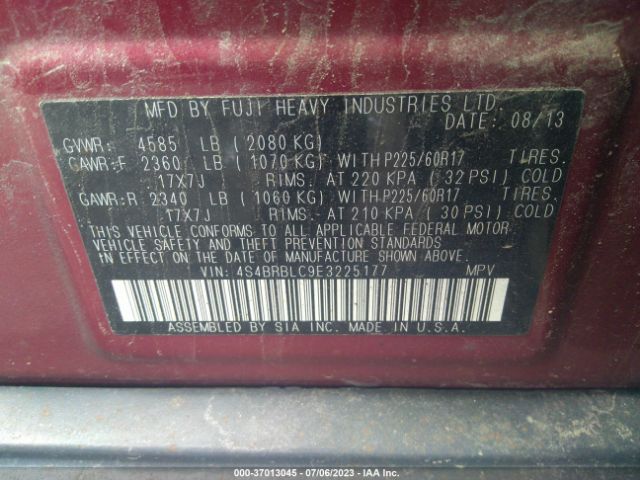 MFD BY FUJI HEAVY INDUSTRIES LTD.
DATE: 08/13
GVWR: 4585 LB ( 2080 KG)
GAWR:F 2360 LB ( 1070 KG) WITH P225/60R17 TIRES.
17X7J RIMS. AT 220 KPA ( 32 PSI) COLD
GAWR:R 2340 LB ( 1060 KG) WITH P225/60R17 TIRES.
17X7J RIMS. AT 210 KPA ( 30 PSI) COLD
THIS VEHICLE CONFORMS TO ALL APPLICABLE FEDERAL MOTOR
VEHICLE SAFETY AND THEFT PREVENTION STANDARDS
IN EFFECT ON THE DATE OF MANUFACTURE SHOWN ABOVE.
VIN: 4S4BRBLC9E3225177 MPV
ASSEMBLED BY SIA INC. MADE IN U.S.A.
000-37013045 - 07/06/2023 - IAA Inc.